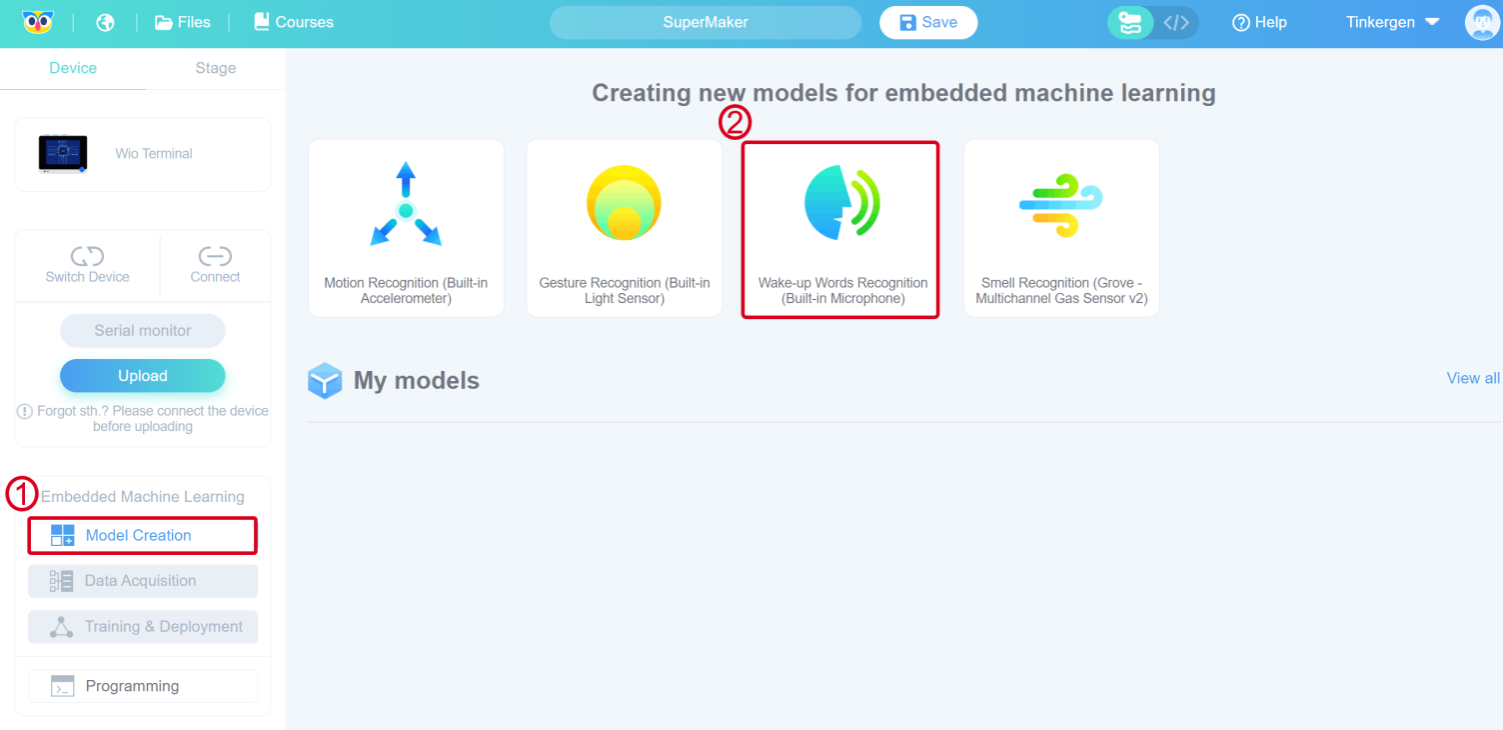 Files
Courses
SuperMaker
Save
</>
Help
Tinkergen
Device
Stage
Wio Terminal
Switch Device
Connect
Serial monitor
Upload
Forgot sth.? Please connect the device
before uploading
①
Embedded Machine Learning
Model Creation
Data Acquisition
Training & Deployment
Programming
Creating new models for embedded machine learning
②
Motion Recognition (Built-in
Accelerometer)
Gesture Recognition (Built-in
Light Sensor)
Wake-up Words Recognition
(Built-in Microphone)
Smell Recognition (Grove -
Multichannel Gas Sensor v2)
My models
View all